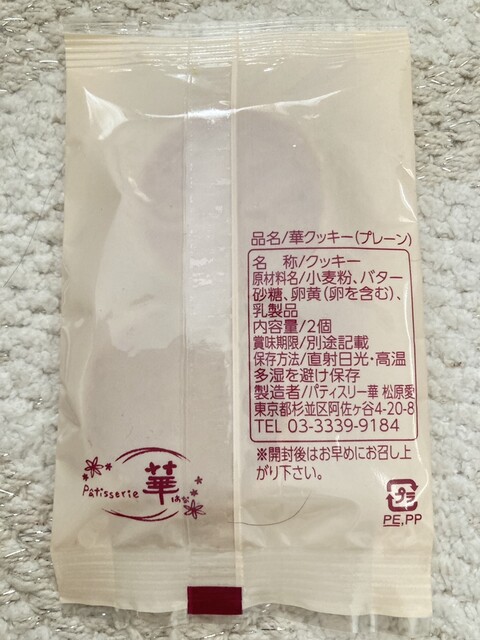 品名/華クッキー(プレーン)
名　称/クッキー
原材料名/小麦粉、バター
砂糖、卵黄(卵を含む)、
乳製品
内容量/2個
賞味期限/別途記載
保存方法/直射日光・高温
多湿を避け保存
製造者/パティスリー華 松原愛
東京都杉並区阿佐ヶ谷4-20-8
TEL 03-3339-9184
※開封後はお早めにお召し上
がり下さい。
Pâtisserie 華
はな
プラ
PE,PP